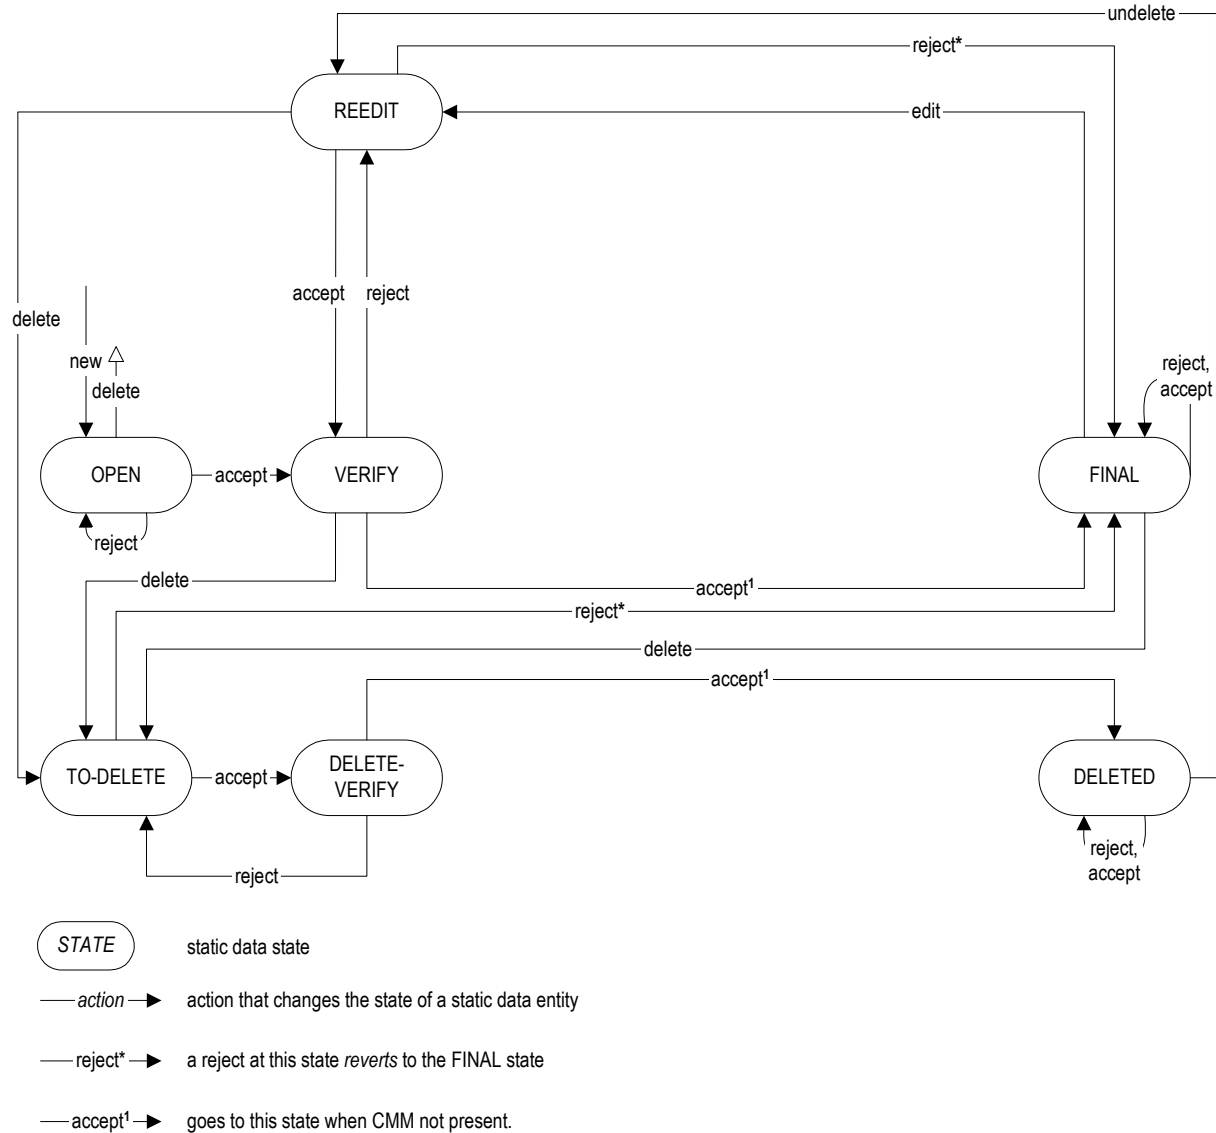 undelete
reject*
REEDIT
edit
accept
reject
delete
new
delete
reject,
accept
OPEN
accept
VERIFY
FINAL
reject
delete
accept¹
reject*
delete
accept¹
TO-DELETE
accept
DELETE-
VERIFY
DELETED
reject
reject,
accept
STATE
static data state
action
action that changes the state of a static data entity
reject*
a reject at this state reverts to the FINAL state
accept¹
goes to this state when CMM not present.